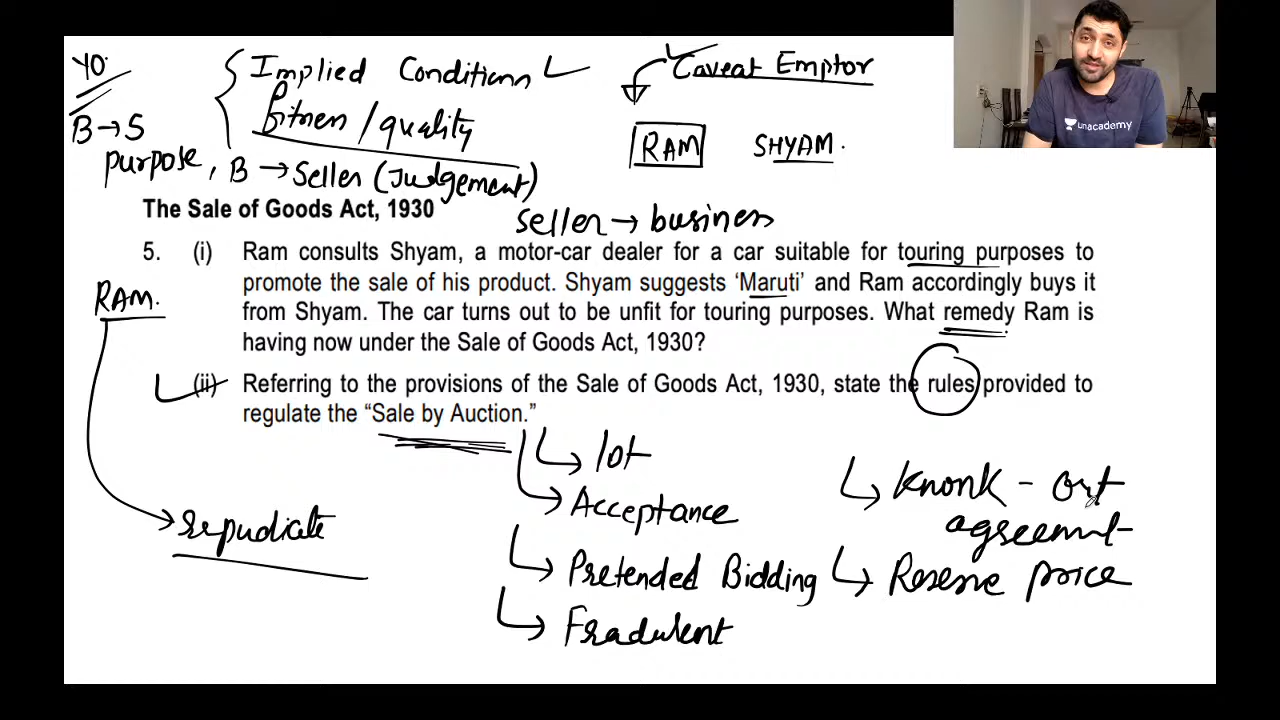 YO.
Implied Conditions
Caveat Emptor
B → S
fitness / quality
RAM SHYAM.
purpose, B → Seller (Judgement)
unacademy
The Sale of Goods Act, 1930
seller → business
5. (i) Ram consults Shyam, a motor-car dealer for a car suitable for touring purposes to
promote the sale of his product. Shyam suggests ‘Maruti’ and Ram accordingly buys it
from Shyam. The car turns out to be unfit for touring purposes. What remedy Ram is
having now under the Sale of Goods Act, 1930?
RAM.
(ii) Referring to the provisions of the Sale of Goods Act, 1930, state the rules provided to
regulate the “Sale by Auction.”
repudiate
lot
Acceptance
Pretended Bidding
Fradulent
Knonk - out
agreemnt
Reserve price